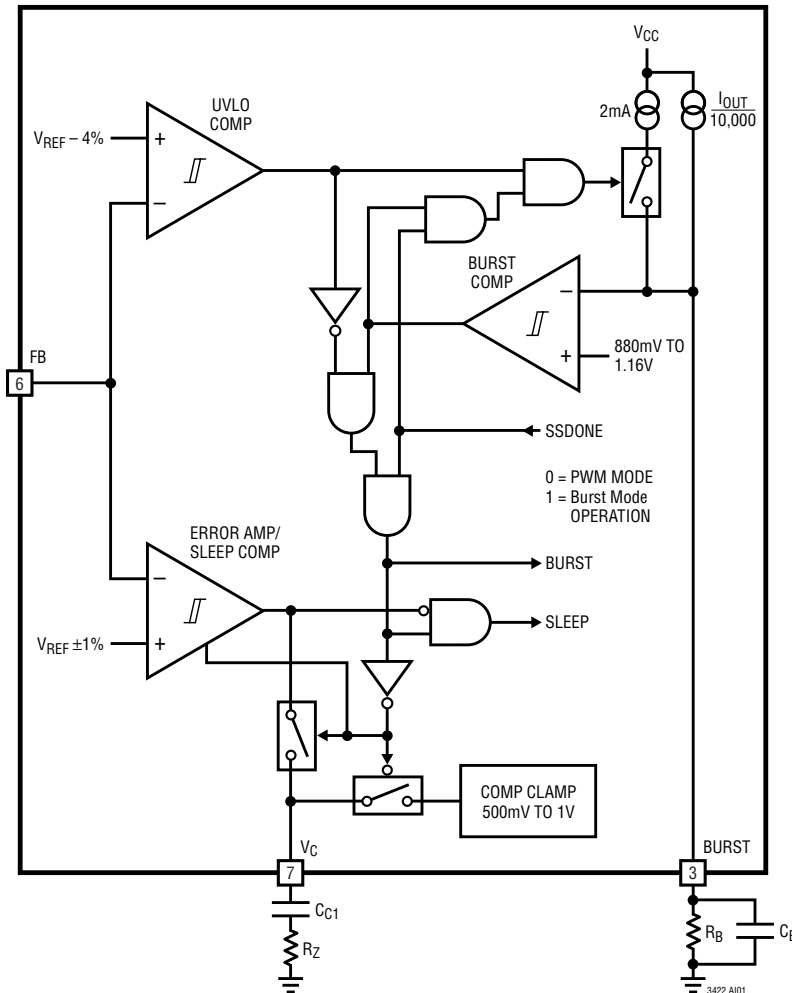 VCC
UVLO
COMP
2mA
IOUT
10,000
VREF – 4%
+
–
BURST
COMP
–
+
880mV TO
1.16V
FB
6
SSDONE
0 = PWM MODE
1 = Burst Mode
OPERATION
ERROR AMP/
SLEEP COMP
BURST
–
SLEEP
VREF ±1%
+
COMP CLAMP
500mV TO 1V
VC
7
BURST
3
CC1
RZ
RB
3422 AI01